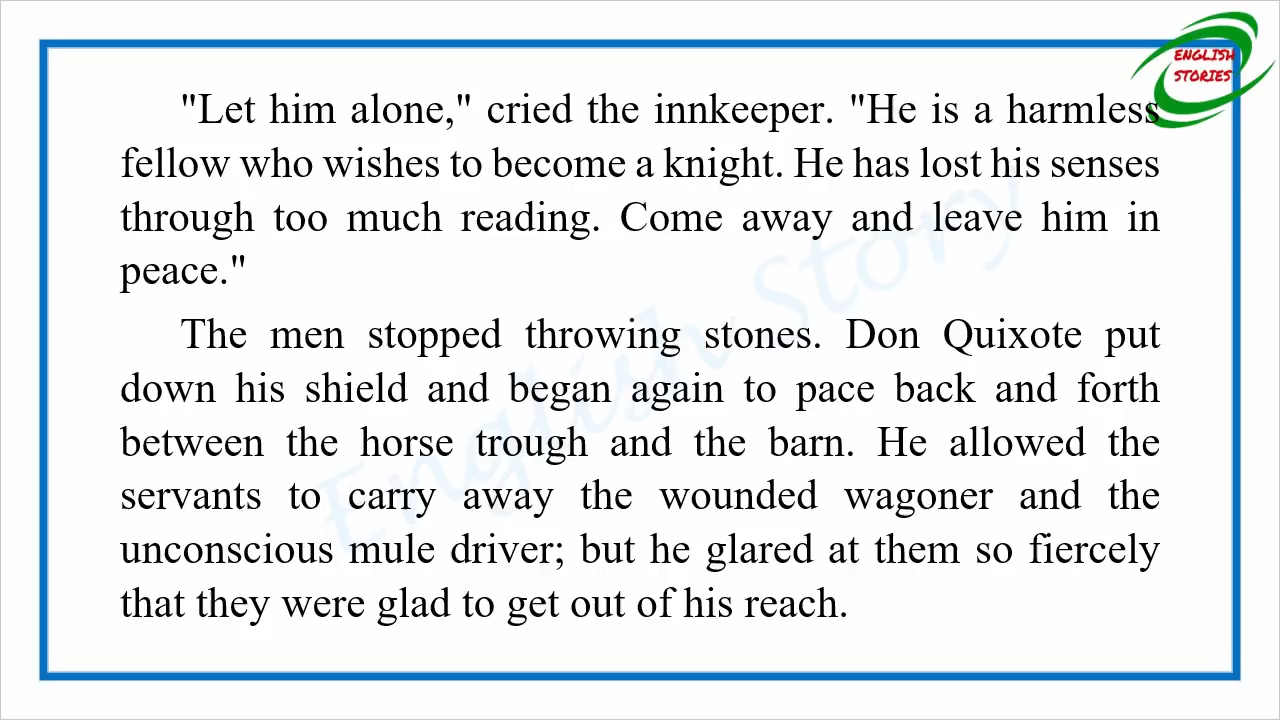 ENGLISH
STORIES
"Let him alone," cried the innkeeper. "He is a harmless
fellow who wishes to become a knight. He has lost his senses
through too much reading. Come away and leave him in
peace."
The men stopped throwing stones. Don Quixote put
down his shield and began again to pace back and forth
between the horse trough and the barn. He allowed the
servants to carry away the wounded wagoner and the
unconscious mule driver; but he glared at them so fiercely
that they were glad to get out of his reach.
English Story